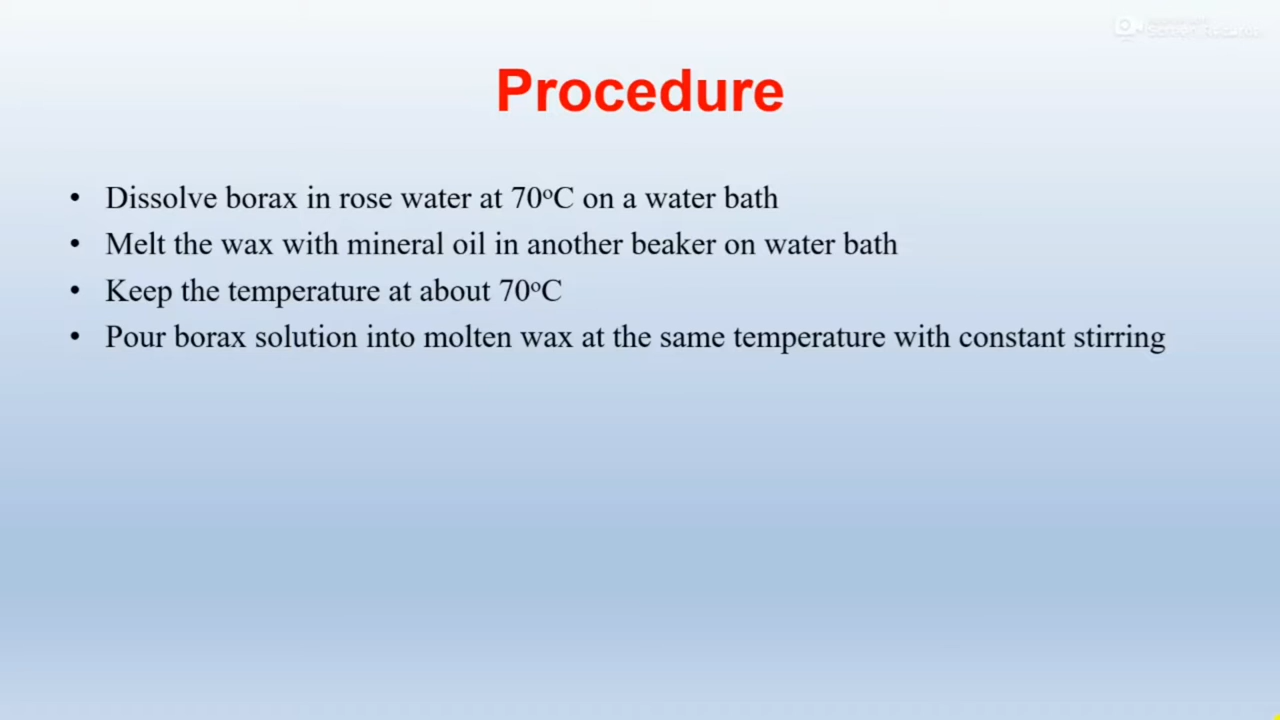 Procedure
• Dissolve borax in rose water at 70ºC on a water bath
• Melt the wax with mineral oil in another beaker on water bath
• Keep the temperature at about 70ºC
• Pour borax solution into molten wax at the same temperature with constant stirring